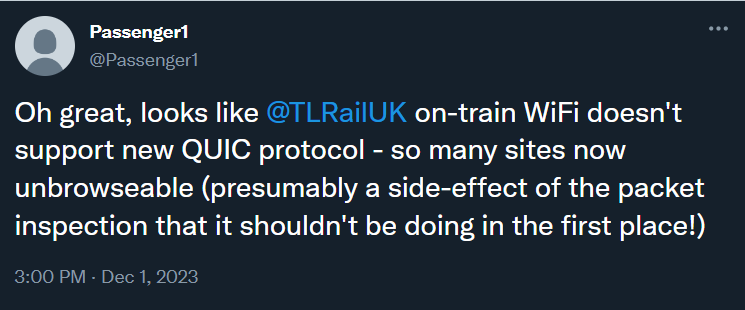 Passenger1
@Passenger1
Oh great, looks like @TLRailUK on-train WiFi doesn't
support new QUIC protocol - so many sites now
unbrowseable (presumably a side-effect of the packet
inspection that it shouldn't be doing in the first place!)
3:00 PM · Dec 1, 2023